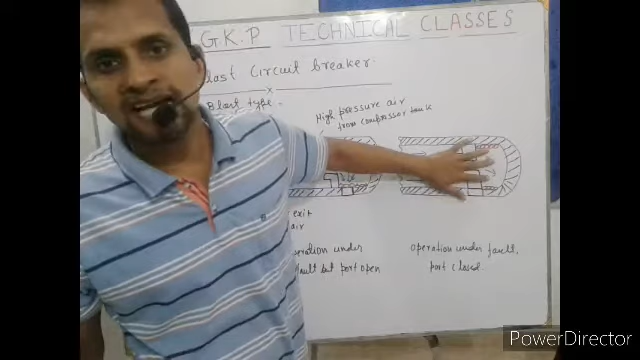 G.K.P TECHNICAL CLASSES
last Circuit breaker.
x
Blast type.
High pressure air
from compressor tank
exit
air
operation under
fault but port open
operation under fault,
port closed
PowerDirector